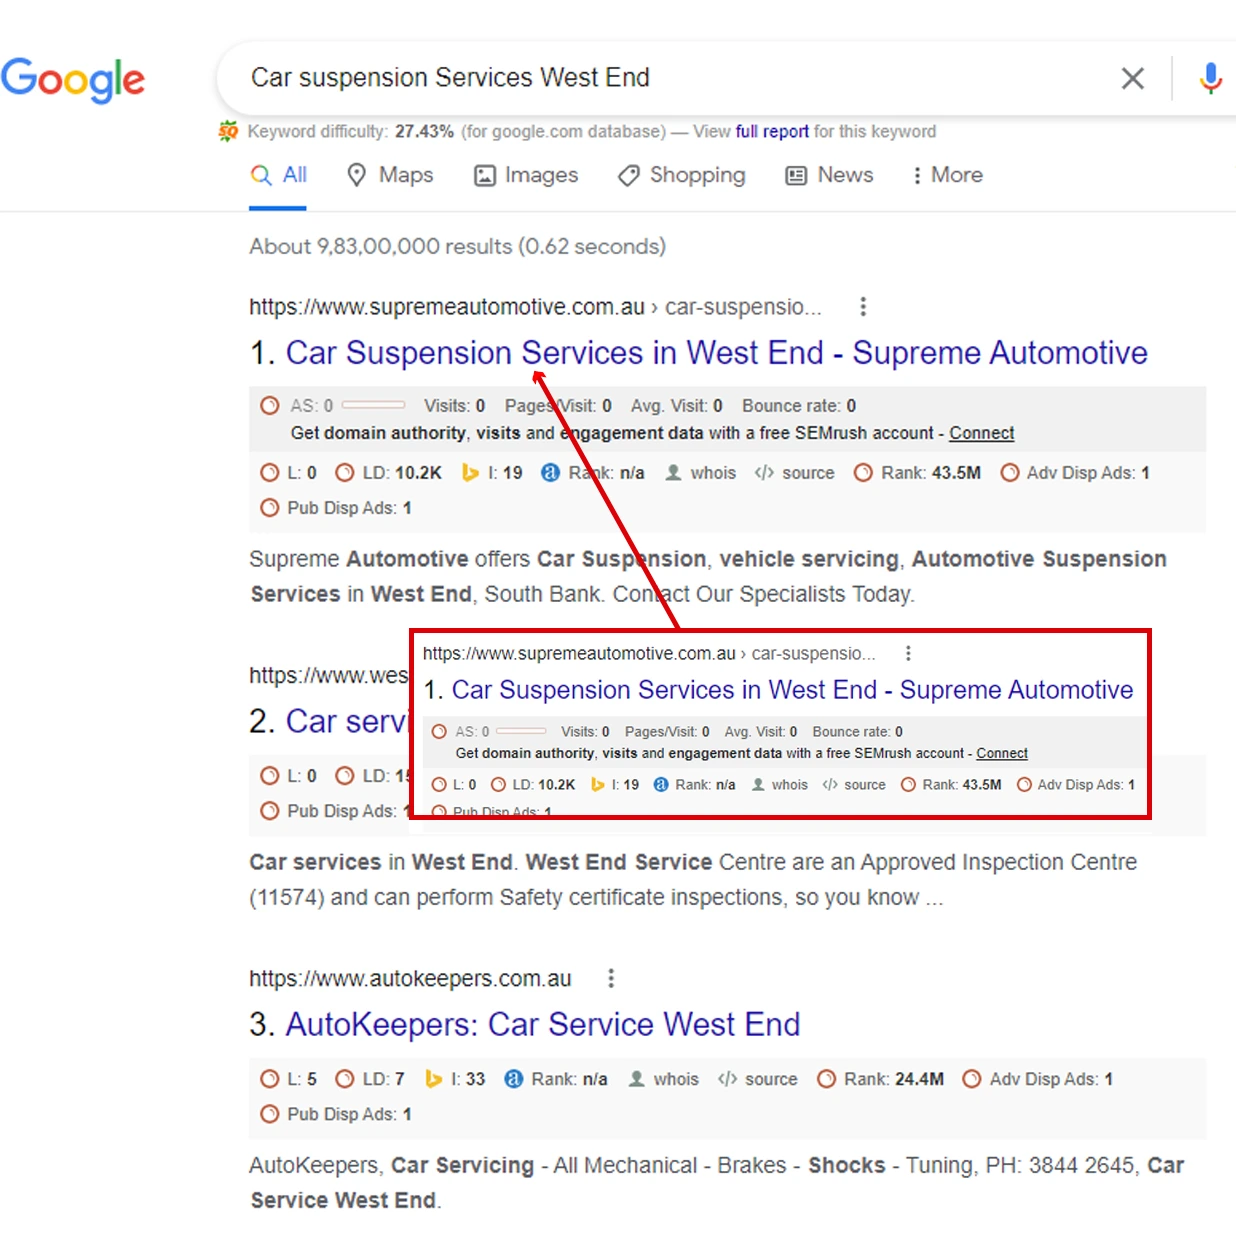 Google
Car suspension Services West End
SQ Keyword difficulty: 27.43% (for google.com database) — View full report for this keyword
All Maps Images Shopping News More
About 9,83,00,000 results (0.62 seconds)
https://www.supremeautomotive.com.au › car-suspensio...
1. Car Suspension Services in West End - Supreme Automotive
AS: 0 Visits: 0 Pages/Visit: 0 Avg. Visit: 0 Bounce rate: 0
Get domain authority, visits and engagement data with a free SEMrush account - Connect
L: 0 LD: 10.2K I: 19 a Rank: n/a whois </> source Rank: 43.5M Adv Disp Ads: 1
Pub Disp Ads: 1
Supreme Automotive offers Car Suspension, vehicle servicing, Automotive Suspension
Services in West End, South Bank. Contact Our Specialists Today.
https://www.wes
2. Car servi
L: 0 LD: 15
Pub Disp Ads: 1
https://www.supremeautomotive.com.au › car-suspensio...
1. Car Suspension Services in West End - Supreme Automotive
AS: 0 Visits: 0 Pages/Visit: 0 Avg. Visit: 0 Bounce rate: 0
Get domain authority, visits and engagement data with a free SEMrush account - Connect
L: 0 LD: 10.2K I: 19 a Rank: n/a whois </> source Rank: 43.5M Adv Disp Ads: 1
Pub Disp Ads: 1
Car services in West End. West End Service Centre are an Approved Inspection Centre
(11574) and can perform Safety certificate inspections, so you know ...
https://www.autokeepers.com.au
3. AutoKeepers: Car Service West End
L: 5 LD: 7 I: 33 a Rank: n/a whois </> source Rank: 24.4M Adv Disp Ads: 1
Pub Disp Ads: 1
AutoKeepers, Car Servicing - All Mechanical - Brakes - Shocks - Tuning, PH: 3844 2645, Car
Service West End.